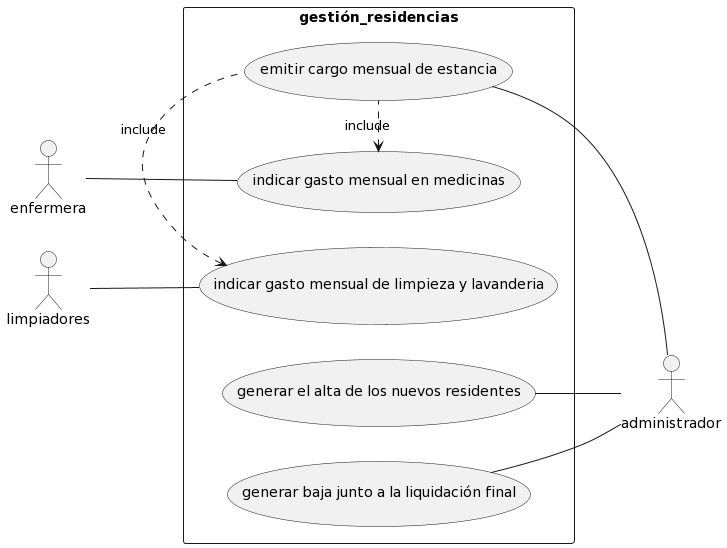 gestión_residencias
emitir cargo mensual de estancia
include
include
indicar gasto mensual en medicinas
enfermera
indicar gasto mensual de limpieza y lavanderia
limpiadores
generar el alta de los nuevos residentes
administrador
generar baja junto a la liquidación final